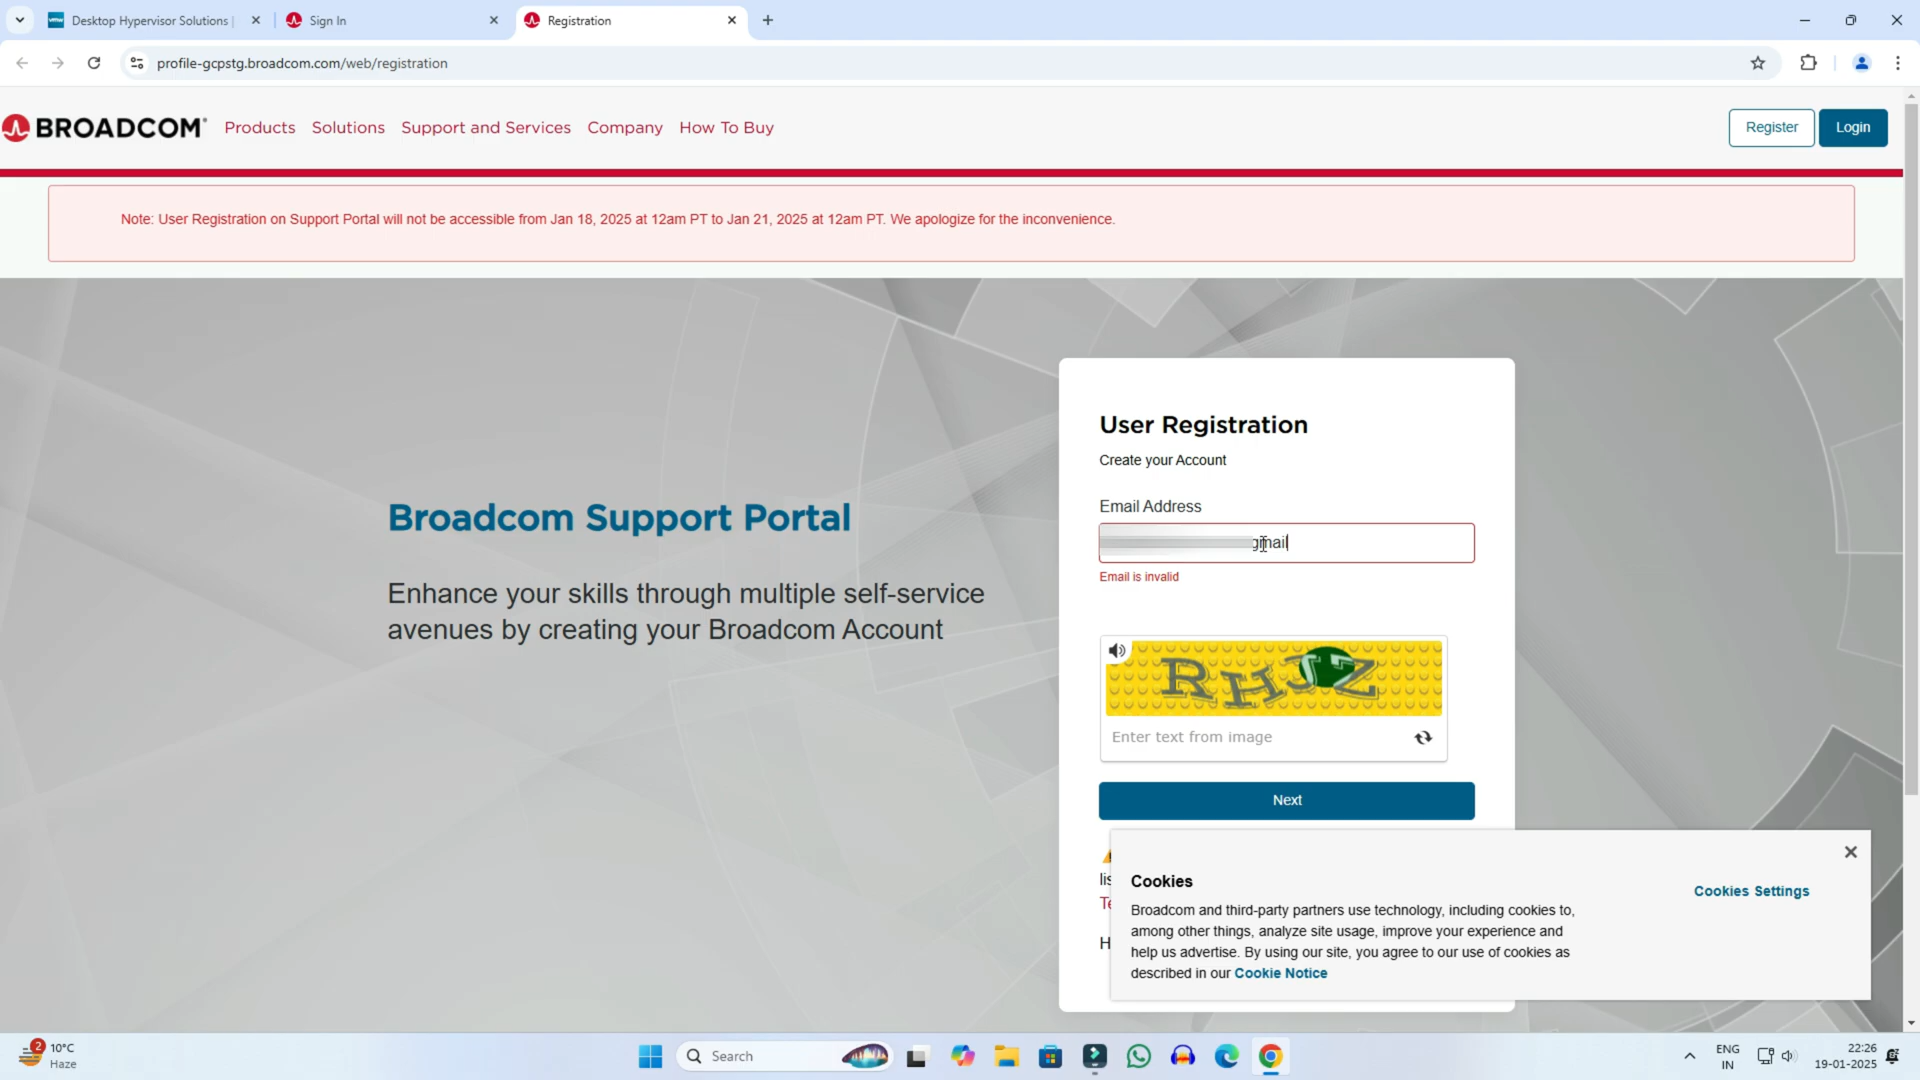 Desktop Hypervisor Solutions |
Sign In
Registration
profile-gcpstg.broadcom.com/web/registration
BROADCOM
Products
Solutions
Support and Services
Company
How To Buy
Register
Login
Note: User Registration on Support Portal will not be accessible from Jan 18, 2025 at 12am PT to Jan 21, 2025 at 12am PT. We apologize for the inconvenience.
Broadcom Support Portal
Enhance your skills through multiple self-service
avenues by creating your Broadcom Account
User Registration
Create your Account
Email Address
gmail
Email is invalid
RHJZ
Enter text from image
Next
Cookies
Broadcom and third-party partners use technology, including cookies to,
among other things, analyze site usage, improve your experience and
help us advertise. By using our site, you agree to our use of cookies as
described in our Cookie Notice
Cookies Settings
2
10°C
Haze
Search
ENG
IN
22:26
19-01-2025